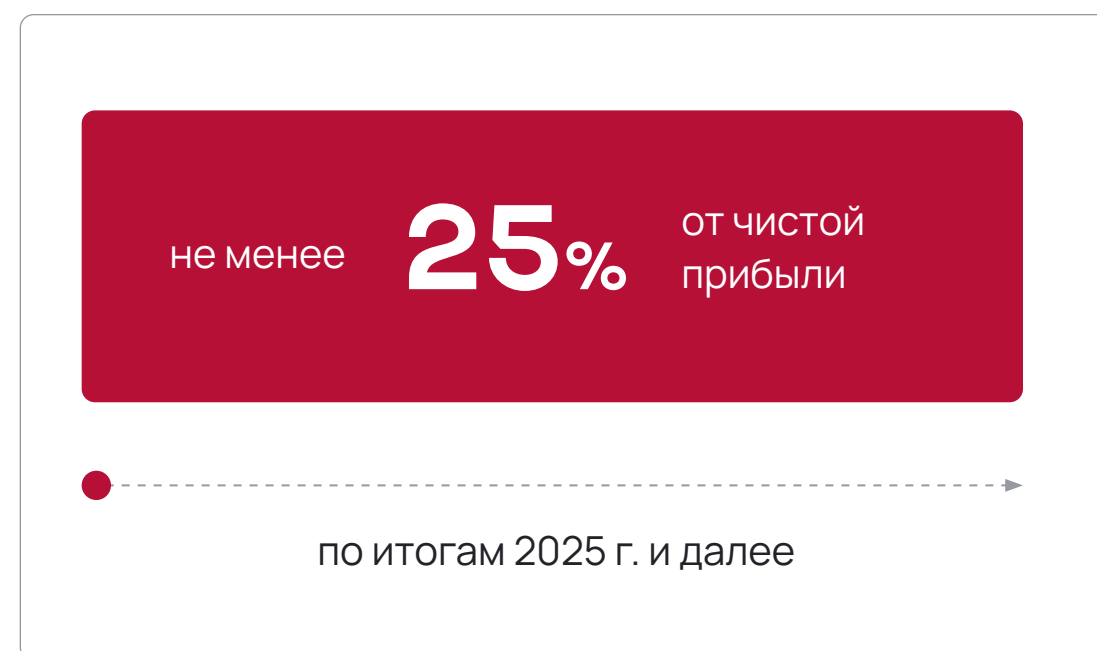 не менее
25%
от чистой
прибыли
по итогам 2025 г. и далее